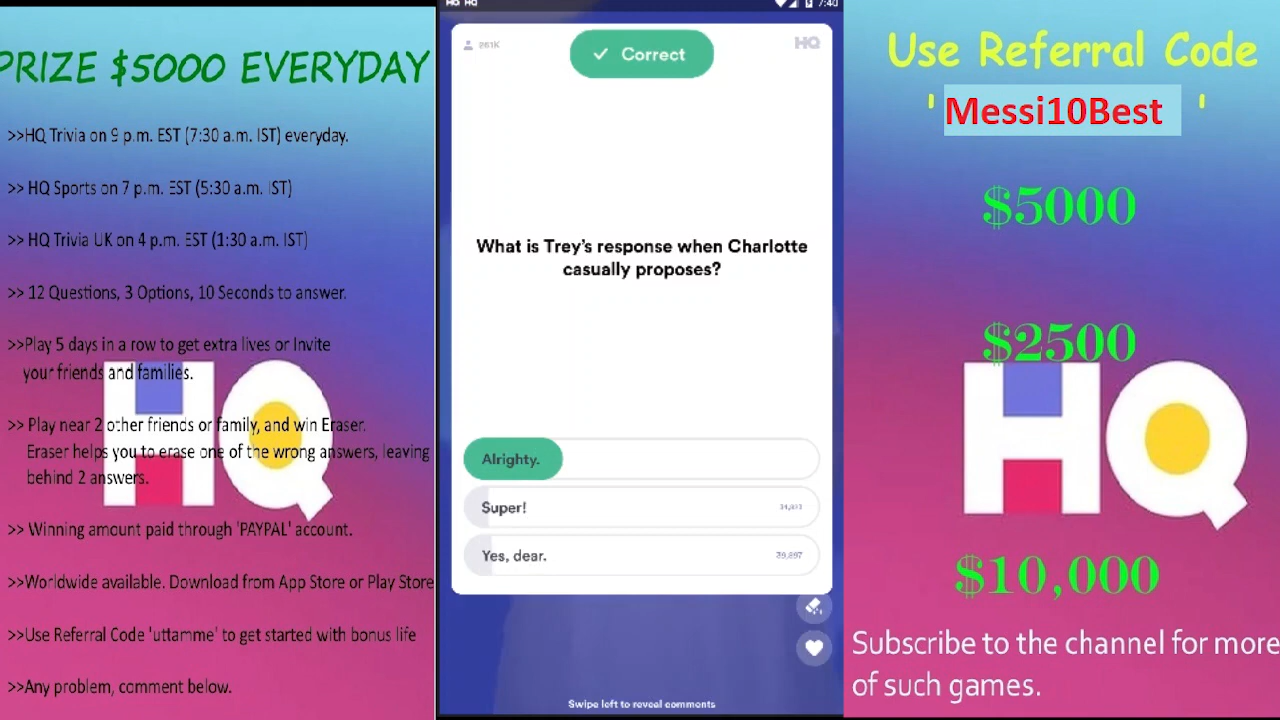 PRIZE $5000 EVERYDAY
>>HQ Trivia on 9 p.m. EST (7:30 a.m. IST) everyday.
>> HQ Sports on 7 p.m. EST (5:30 a.m. IST)
>> HQ Trivia UK on 4 p.m. EST (1:30 a.m. IST)
>> 12 Questions, 3 Options, 10 Seconds to answer.
>>Play 5 days in a row to get extra lives or Invite
your friends and families.
>> Play near 2 other friends or family, and win Eraser.
Eraser helps you to erase one of the wrong answers, leaving
behind 2 answers.
>> Winning amount paid through 'PAYPAL' account.
>>Worldwide available. Download from App Store or Play Store
>>Use Referral Code 'uttamme' to get started with bonus life
>>Any problem, comment below.
HQ
HQ HQ 7:40
Correct
HQ
What is Trey's response when Charlotte
casually proposes?
Alrighty.
Super!
Yes, dear.
Swipe left to reveal comments
Use Referral Code
' Messi10Best '
$5000
$2500
HQ
$10,000
Subscribe to the channel for more
of such games.